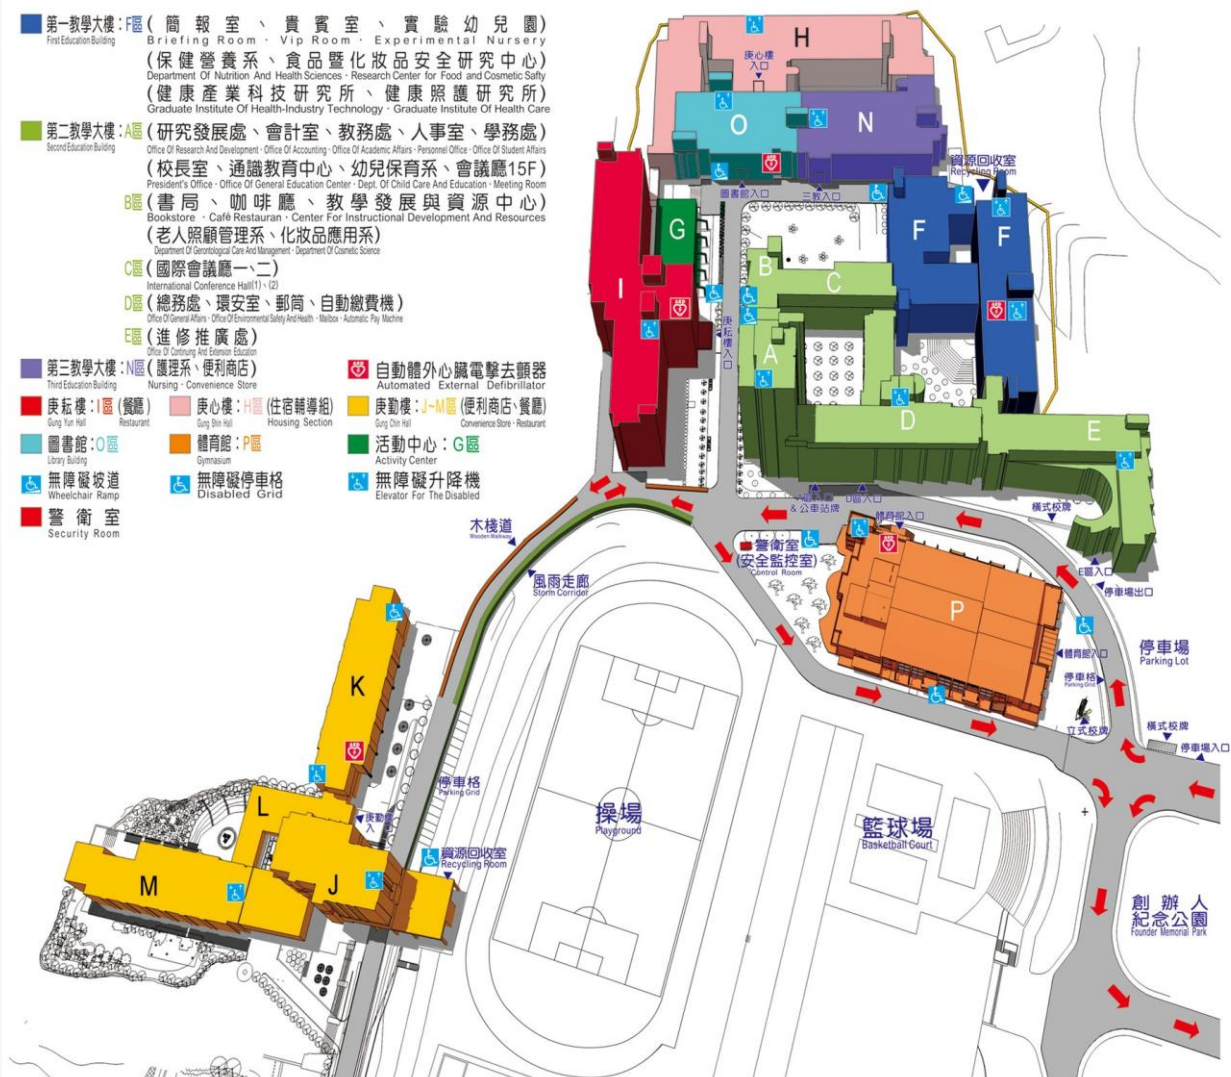 第一教學大樓：F區(簡報室、貴賓室、實驗幼兒園)
First Education Building
Briefing Room · Vip Room · Experimental Nursery
(保健營養系、食品暨化妝品安全研究中心)
Department Of Nutrition And Health Sciences · Research Center for Food and Cosmetic Safty
(健康產業科技研究所、健康照護研究所)
Graduate Institute Of Health-Industry Technology · Graduate Institute Of Health Care
第二教學大樓：A區(研究發展處、會計室、教務處、人事室、學務處)
Second Education Building
Office Of Research And Development · Office Of Accounting · Office Of Academic Affairs · Personnel Office · Office Of Student Affairs
(校長室、通識教育中心、幼兒保育系、會議廳15F)
President's Office · Office Of General Education Center · Dept. Of Child Care And Education · Meeting Room
B區(書局、咖啡廳、教學發展與資源中心)
Bookstore · Café Restauran · Center For Instructional Development And Resources
(老人照顧管理系、化妝品應用系)
Department Of Gerontological Care And Management · Department Of Cosmetic Science
C區(國際會議廳一、二)
International Conference Hall(1)、(2)
D區(總務處、環安室、郵筒、自動繳費機)
Office Of General Affairs · Office Of Environmental Safety And Health · Mailbox · Automatic Pay Machine
E區(進修推廣處)
Office Of Continuing And Extension Education
第三教學大樓：N區(護理系、便利商店)
Third Education Building
Nursing · Convenience Store
自動體外心臟電擊去顫器
Automated External Defibrillator
庚耘樓：I區(餐廳)
Gung Yun Hall Restaurant
庚心樓：H區(住宿輔導組)
Gung Shin Hall Housing Section
庚勤樓：J~M區(便利商店、餐廳)
Gung Chin Hall Convenience Store · Restaurant
圖書館：O區
Library Building
體育館：P區
Gymnasium
活動中心：G區
Activity Center
無障礙坡道
Wheelchair Ramp
無障礙停車格
Disabled Grid
無障礙升降機
Elevator For The Disabled
警衛室
Security Room
H
庚心樓
入口
O
N
AED
圖書館入口
三教入口
資源回收室
Recycling Room
G
F
F
I
B
C
AED
AED
庚耘樓入口
A
D
E
& 公車站牌
D區入口
橫式校牌
體育館入口
AED
E區入口
停車場出口
木棧道
Wooden Walkway
風雨走廊
Storm Corridor
警衛室
(安全監控室)
Control Room
P
體育館入口
停車場
Parking Lot
停車格
Parking Grid
立式校牌
橫式校牌
停車場入口
K
AED
停車格
Parking Grid
L
庚勤樓
入口
M
J
資源回收室
Recycling Room
操場
Playground
籃球場
Basketball Court
創辦人
紀念公園
Founder Memorial Park